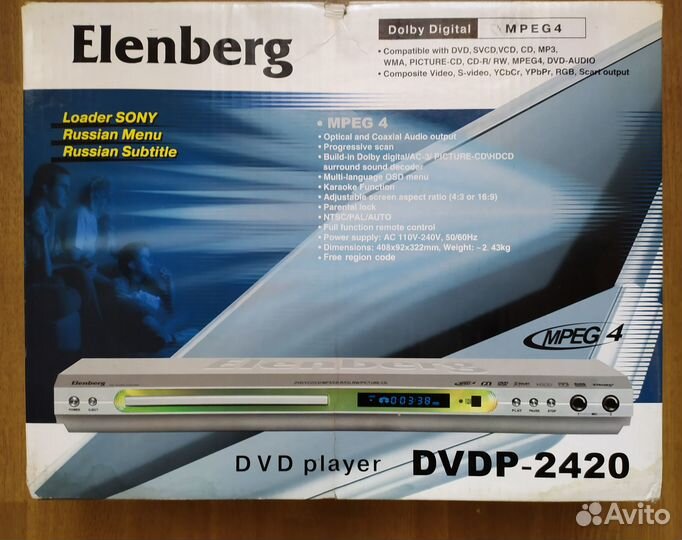 Elenberg
Dolby Digital MPEG4
• Compatible with DVD, SVCD,VCD, CD, MP3,
WMA, PICTURE-CD, CD-R/ RW, MPEG4, DVD-AUDIO
• Composite Video, S-video, YCbCr, YPbPr, RGB, Scart output
Loader SONY
Russian Menu
Russian Subtitle
• MPEG 4
• Optical and Coaxial Audio output
• Progressive scan
• Build-in Dolby digital/AC-3/ PICTURE-CD\HDCD
surround sound decoder
• Multi-language OSD menu
• Karaoke Function
• Adjustable screen aspect ratio (4:3 or 16:9)
• Parental lock
• NTSC/PAL/AUTO
• Full function remote control
• Power supply: AC 110V-240V, 50/60Hz
• Dimensions: 408x92x322mm, Weight: ~2. 43kg
• Free region code
MPEG 4
Elenberg
Elenberg
POWER EJECT
00338
PLAY PAUSE STOP
MIC
DVD player DVDP-2420
Avito